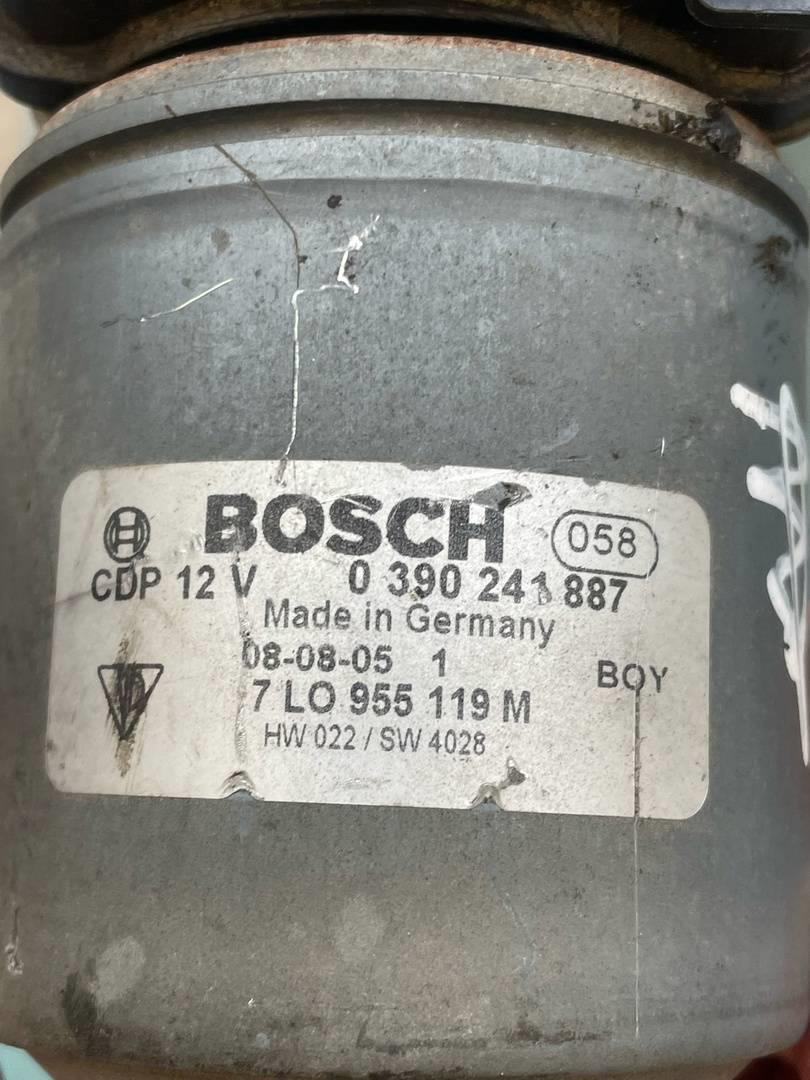 BOSCH 058
CDP 12 V 0 390 241 887
Made in Germany
08-08-05 1
BOY
7 LO 955 119 M
HW 022 / SW 4028